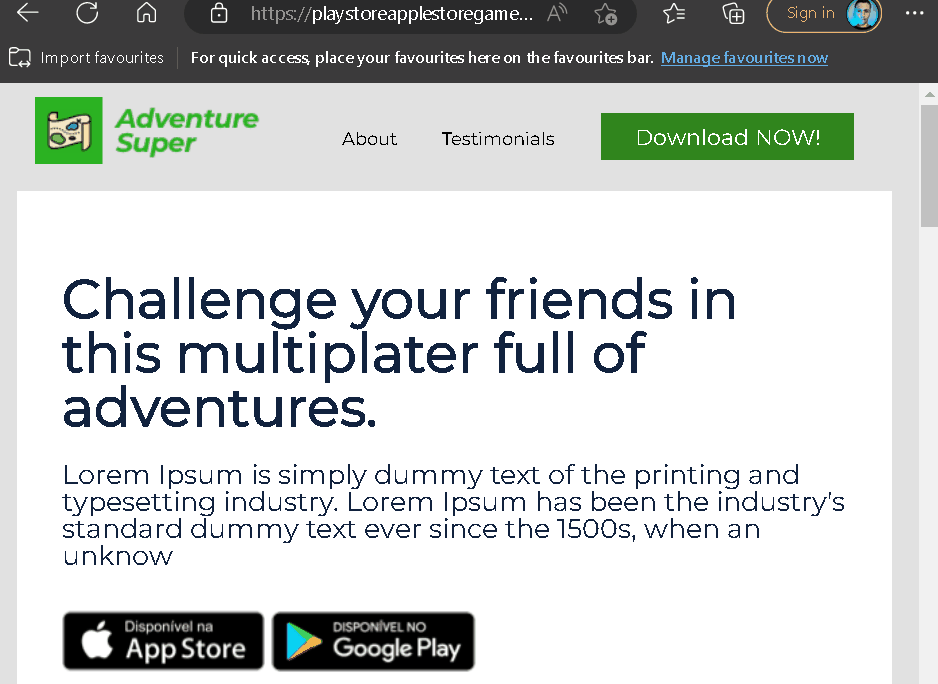 https://playstoreapplestoregame...
Sign in
Import favourites
For quick access, place your favourites here on the favourites bar. Manage favourites now
Adventure
Super
About
Testimonials
Download NOW!
Challenge your friends in
this multiplater full of
adventures.
Lorem Ipsum is simply dummy text of the printing and
typesetting industry. Lorem Ipsum has been the industry's
standard dummy text ever since the 1500s, when an
unknow
Disponível na
App Store
DISPONÍVEL NO
Google Play